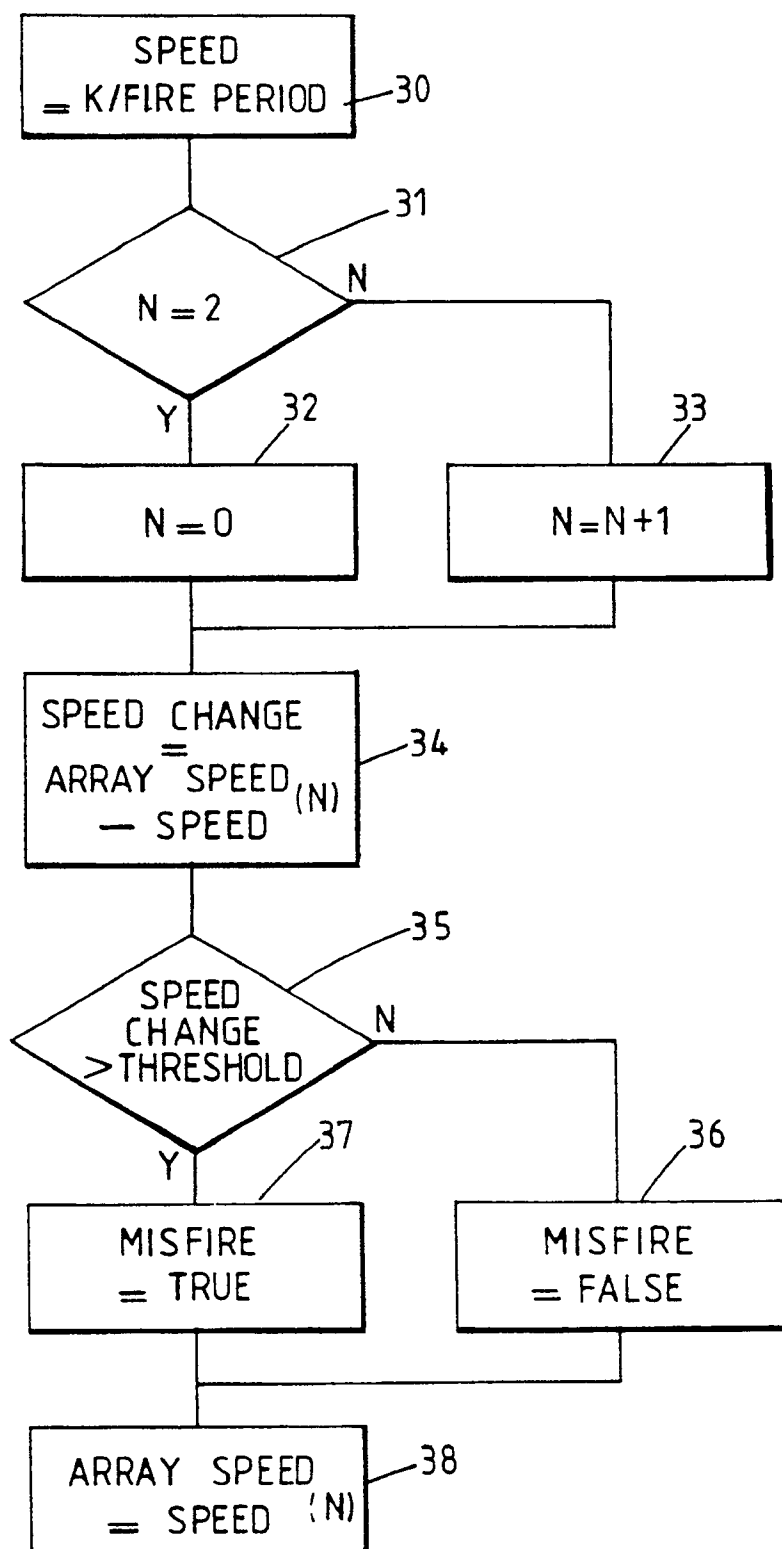 SPEED
= K/FIRE PERIOD
30
31
N = 2
N
Y
32
33
N = 0
N = N + 1
SPEED CHANGE
=
ARRAY SPEED (N)
— SPEED
34
35
SPEED
CHANGE
> THRESHOLD
N
Y
37
36
MISFIRE
= TRUE
MISFIRE
= FALSE
ARRAY SPEED (N)
= SPEED
38